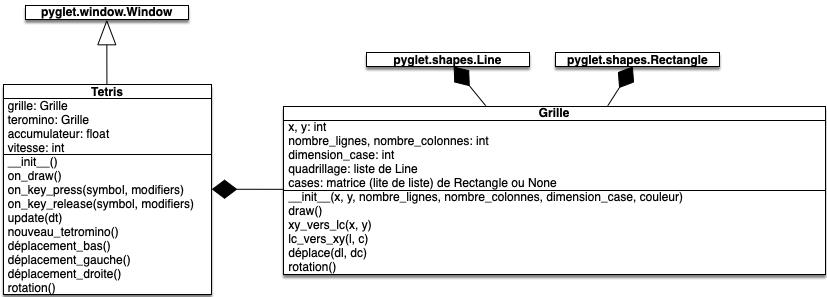 pyglet.window.Window
pyglet.shapes.Line
pyglet.shapes.Rectangle
Tetris
grille: Grille
teromino: Grille
accumulateur: float
vitesse: int
__init__()
on_draw()
on_key_press(symbol, modifiers)
on_key_release(symbol, modifiers)
update(dt)
nouveau_tetromino()
déplacement_bas()
déplacement_gauche()
déplacement_droite()
rotation()
Grille
x, y: int
nombre_lignes, nombre_colonnes: int
dimension_case: int
quadrillage: liste de Line
cases: matrice (lite de liste) de Rectangle ou None
__init__(x, y, nombre_lignes, nombre_colonnes, dimension_case, couleur)
draw()
xy_vers_lc(x, y)
lc_vers_xy(l, c)
déplace(dl, dc)
rotation()